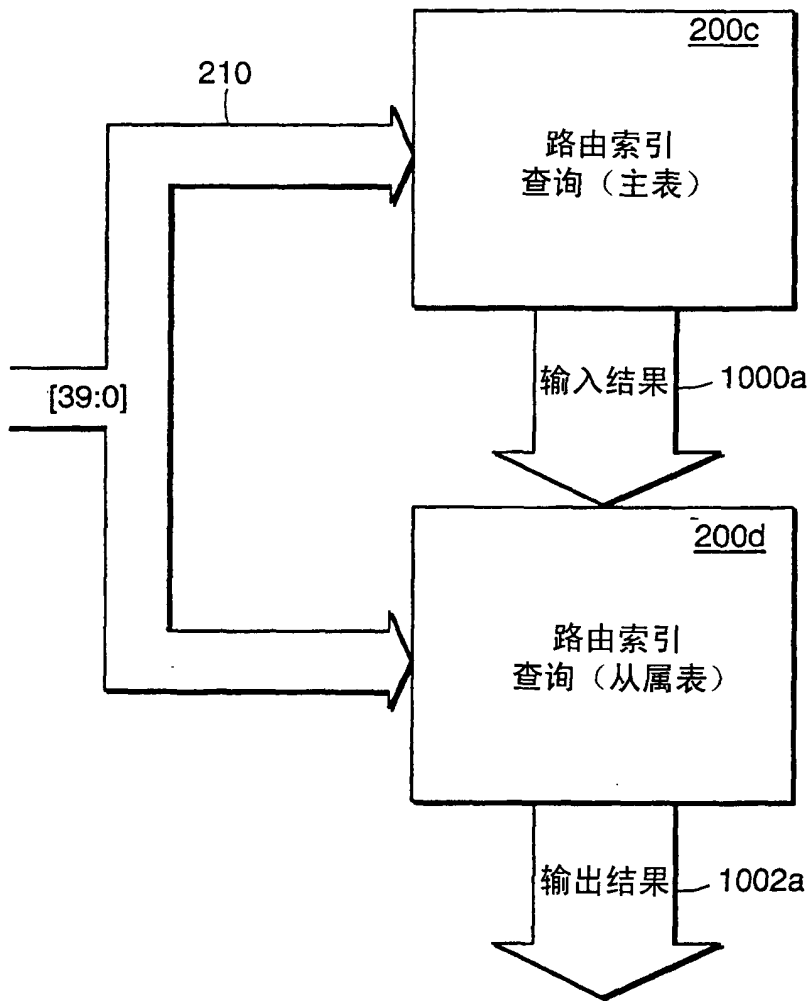 200c
210
路由索引
查询（主表）
[39:0]
输入结果
1000a
200d
路由索引
查询（从属表）
输出结果
1002a